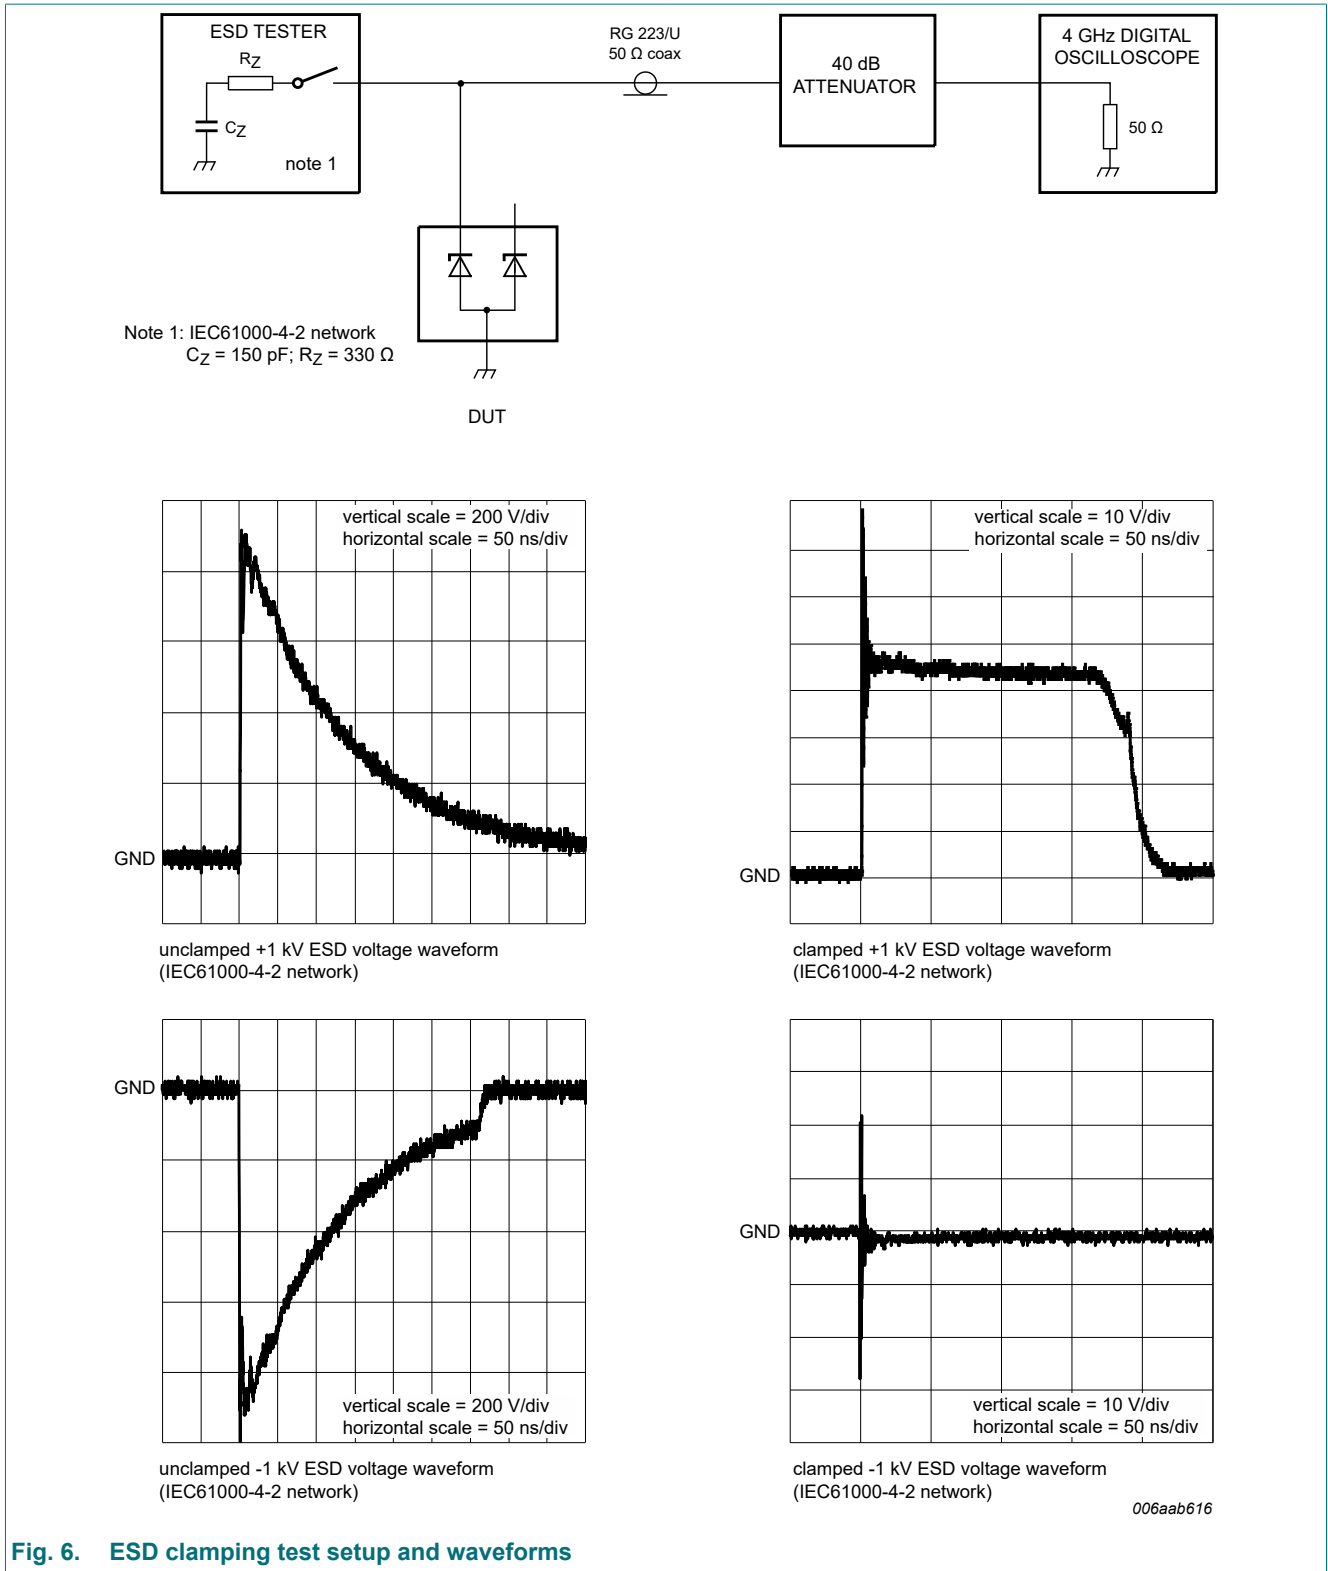 ESD TESTER
RZ
CZ
note 1
RG 223/U
50 Ω coax
40 dB
ATTENUATOR
4 GHz DIGITAL
OSCILLOSCOPE
50 Ω
Note 1: IEC61000-4-2 network
CZ = 150 pF; RZ = 330 Ω
DUT
vertical scale = 200 V/div
horizontal scale = 50 ns/div
GND
unclamped +1 kV ESD voltage waveform
(IEC61000-4-2 network)
vertical scale = 10 V/div
horizontal scale = 50 ns/div
GND
clamped +1 kV ESD voltage waveform
(IEC61000-4-2 network)
GND
vertical scale = 200 V/div
horizontal scale = 50 ns/div
unclamped -1 kV ESD voltage waveform
(IEC61000-4-2 network)
GND
vertical scale = 10 V/div
horizontal scale = 50 ns/div
clamped -1 kV ESD voltage waveform
(IEC61000-4-2 network)
006aab616
Fig. 6. ESD clamping test setup and waveforms